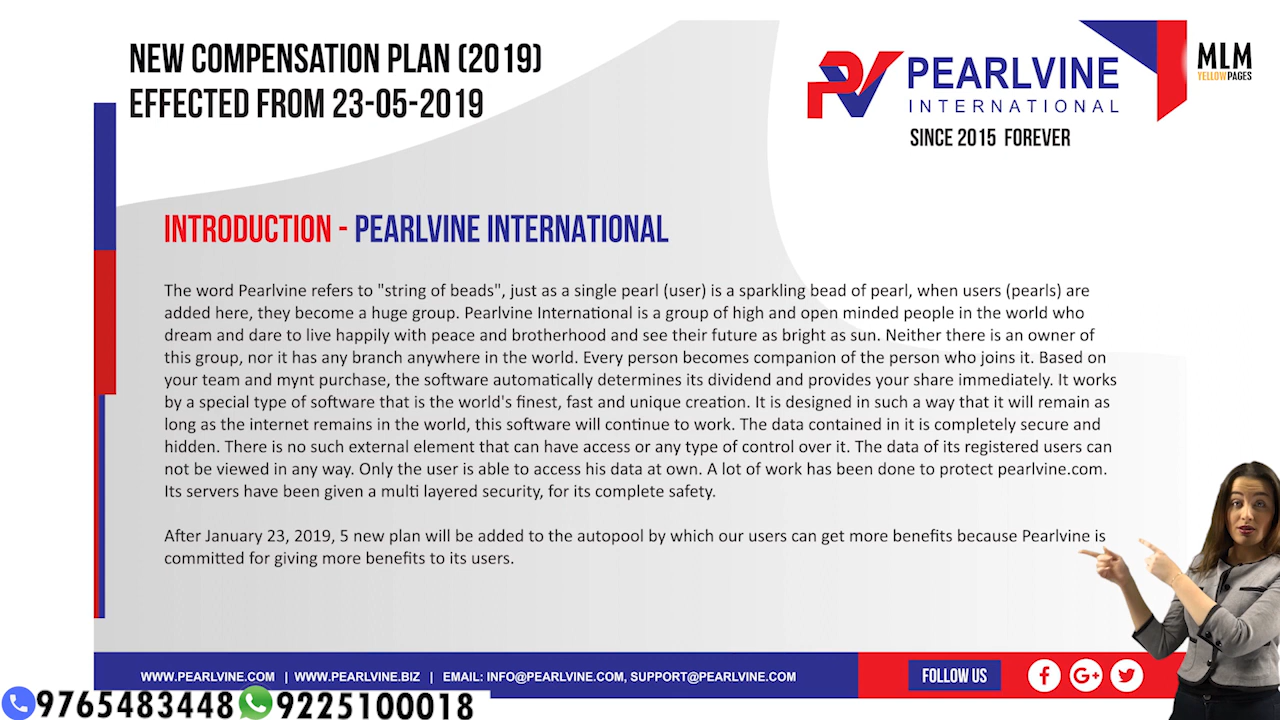 NEW COMPENSATION PLAN (2019)
EFFECTED FROM 23-05-2019
PV PEARLVINE
INTERNATIONAL
SINCE 2015 FOREVER
MLM
YELLOWPAGES
INTRODUCTION - PEARLVINE INTERNATIONAL
The word Pearlvine refers to "string of beads", just as a single pearl (user) is a sparkling bead of pearl, when users (pearls) are
added here, they become a huge group. Pearlvine International is a group of high and open minded people in the world who
dream and dare to live happily with peace and brotherhood and see their future as bright as sun. Neither there is an owner of
this group, nor it has any branch anywhere in the world. Every person becomes companion of the person who joins it. Based on
your team and mynt purchase, the software automatically determines its dividend and provides your share immediately. It works
by a special type of software that is the world's finest, fast and unique creation. It is designed in such a way that it will remain as
long as the internet remains in the world, this software will continue to work. The data contained in it is completely secure and
hidden. There is no such external element that can have access or any type of control over it. The data of its registered users can
not be viewed in any way. Only the user is able to access his data at own. A lot of work has been done to protect pearlvine.com.
Its servers have been given a multi layered security, for its complete safety.
After January 23, 2019, 5 new plan will be added to the autopool by which our users can get more benefits because Pearlvine is
committed for giving more benefits to its users.
WWW.PEARLVINE.COM | WWW.PEARLVINE.BIZ | EMAIL: INFO@PEARLVINE.COM, SUPPORT@PEARLVINE.COM
FOLLOW US
9765483448 9225100018